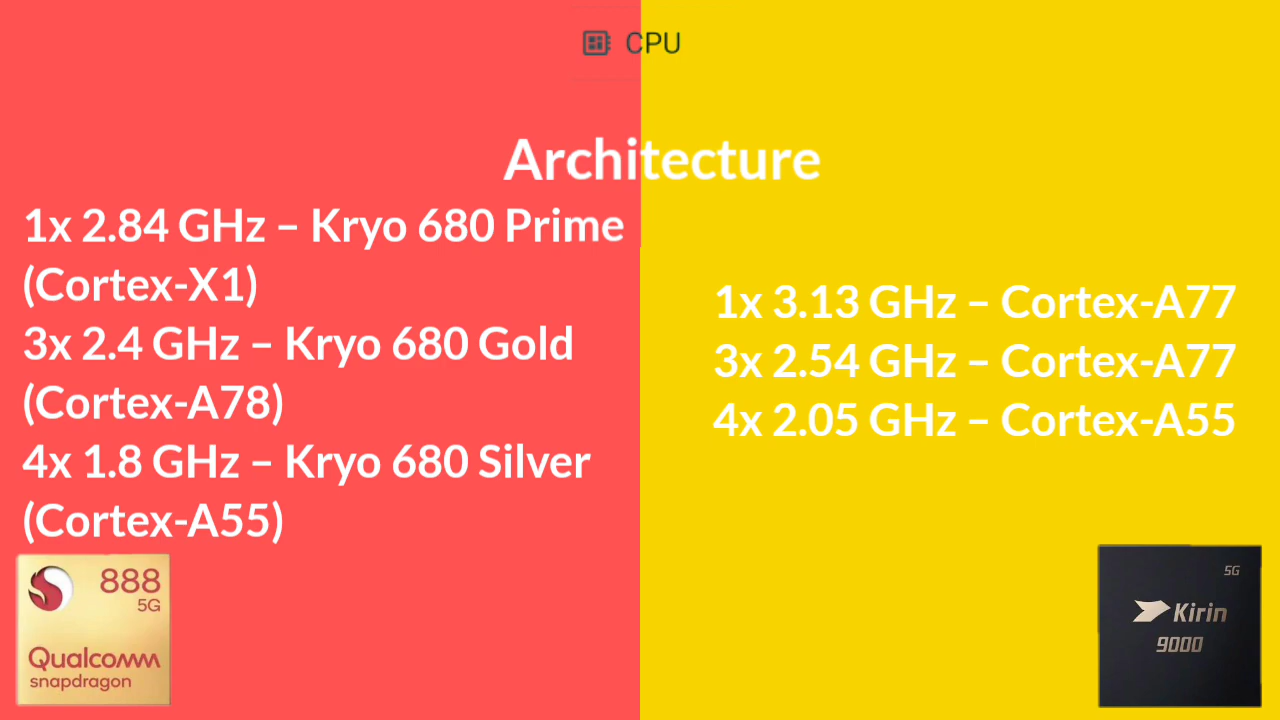 CPU
Architecture
1x 2.84 GHz – Kryo 680 Prime
(Cortex-X1)
3x 2.4 GHz – Kryo 680 Gold
(Cortex-A78)
4x 1.8 GHz – Kryo 680 Silver
(Cortex-A55)
1x 3.13 GHz – Cortex-A77
3x 2.54 GHz – Cortex-A77
4x 2.05 GHz – Cortex-A55
888
5G
Qualcomm
snapdragon
5G
Kirin
9000